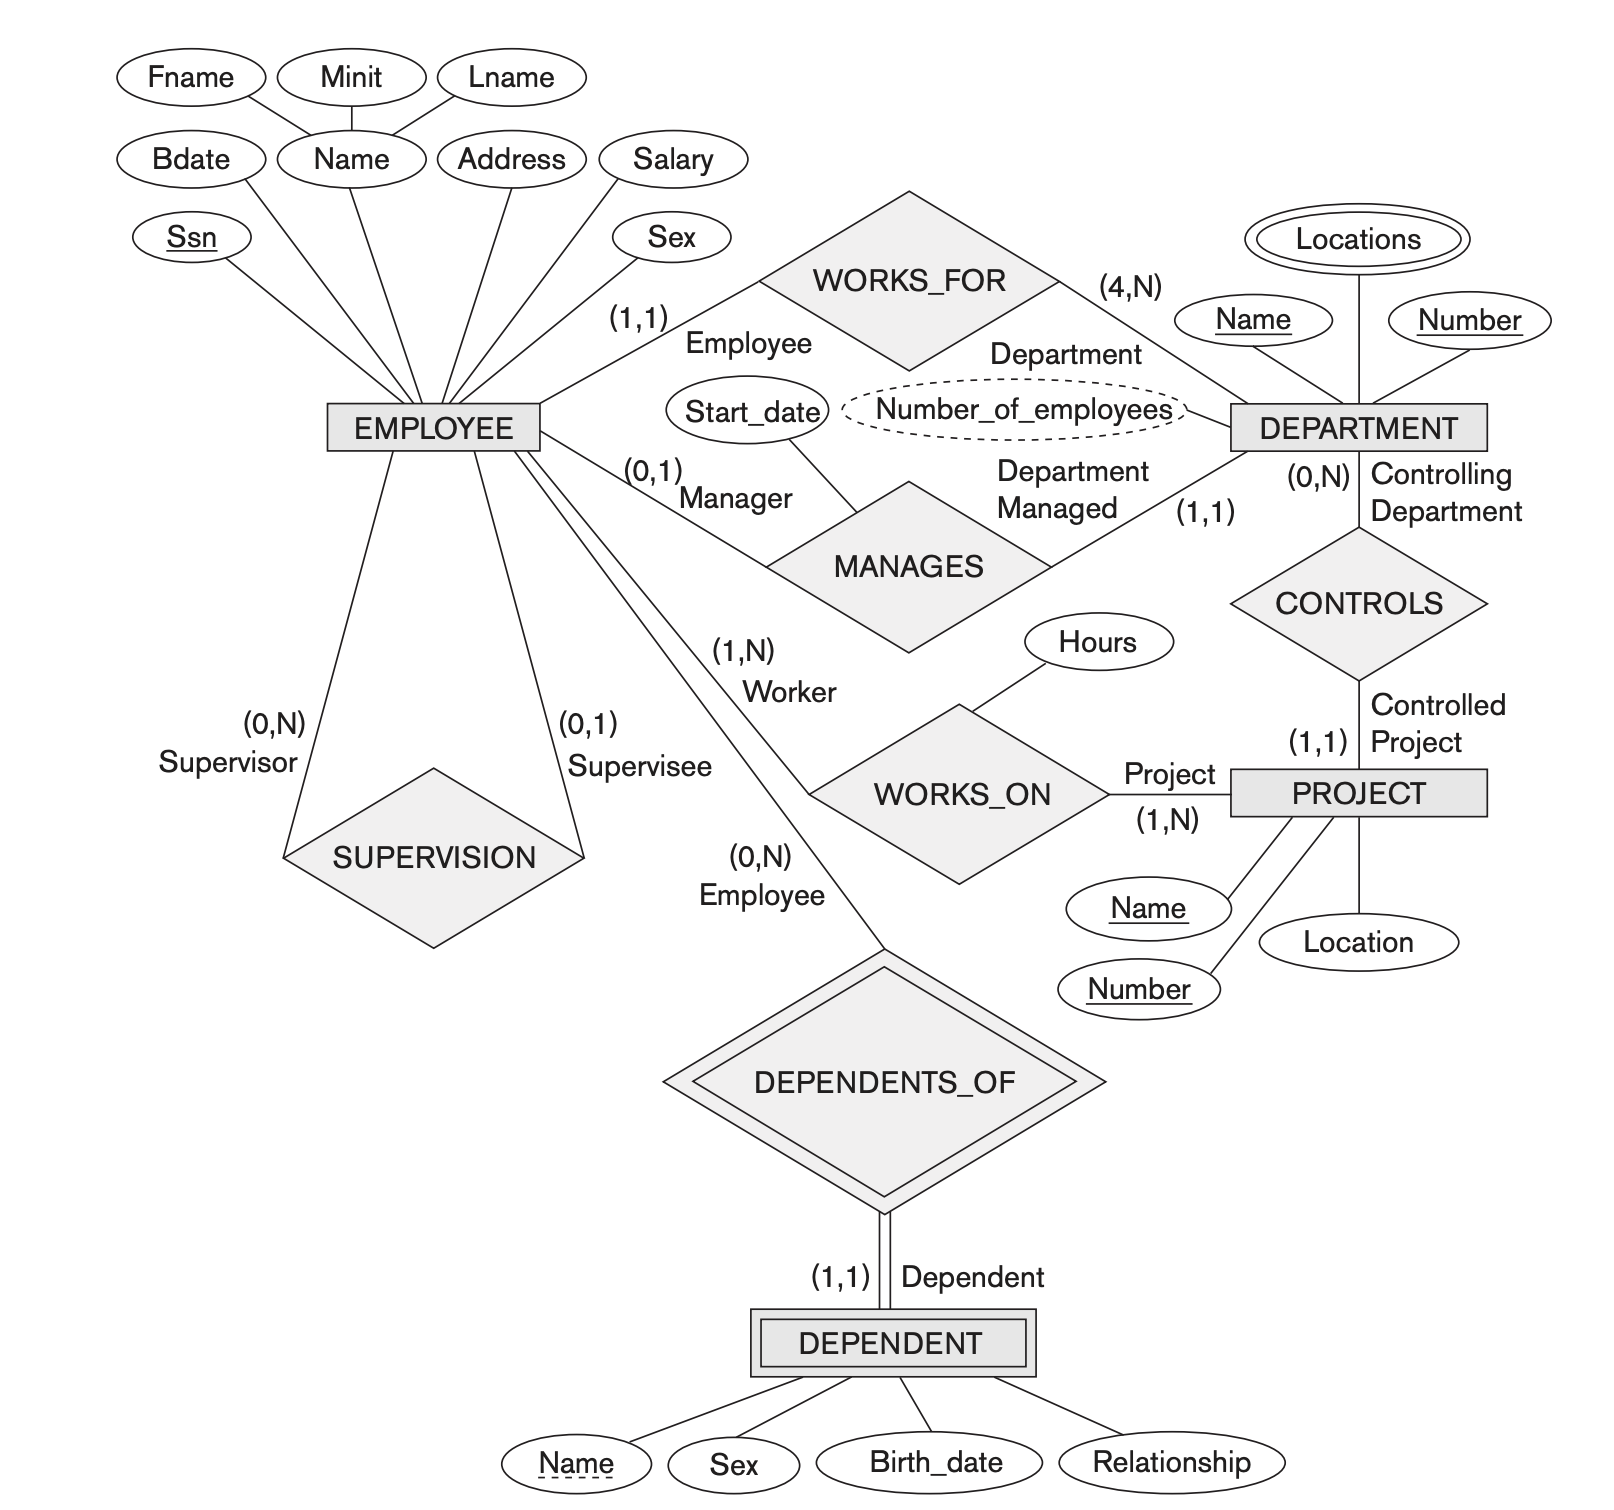 Fname
Minit
Lname
Bdate
Name
Address
Salary
Ssn
Sex
WORKS_FOR
Locations
(1,1)
Employee
(4,N)
Department
Name
Number
Start_date
Number_of_employees
EMPLOYEE
DEPARTMENT
(0,1)
Manager
Department
Managed
(1,1)
(0,N)
Controlling
Department
MANAGES
CONTROLS
Hours
(1,N)
Worker
(0,N)
Supervisor
(0,1)
Supervisee
Controlled
Project
(1,1)
WORKS_ON
Project
(1,N)
PROJECT
SUPERVISION
(0,N)
Employee
Name
Location
Number
DEPENDENTS_OF
(1,1)
Dependent
DEPENDENT
Name
Sex
Birth_date
Relationship